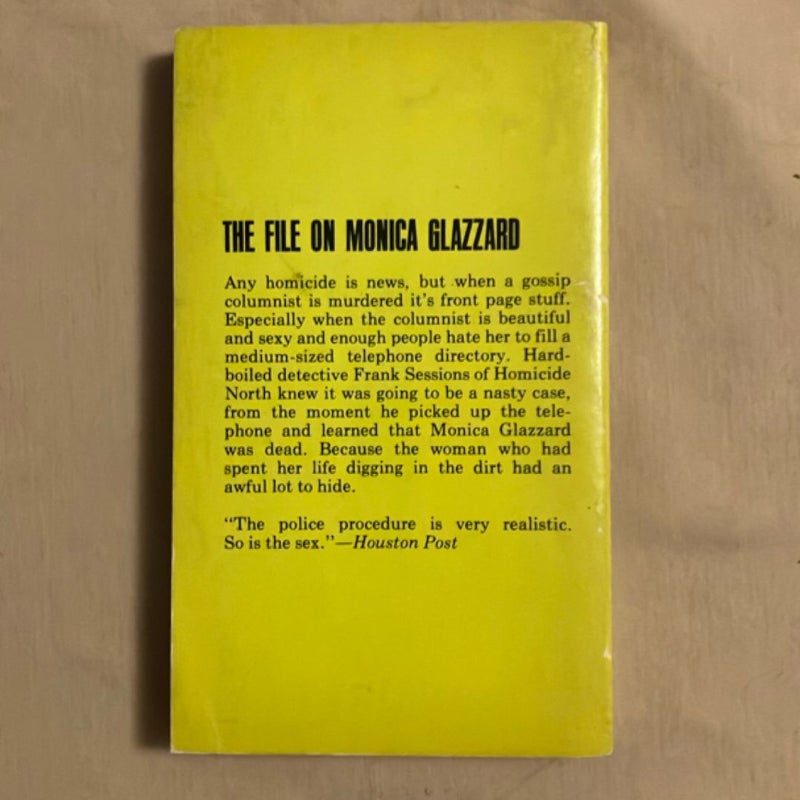 THE FILE ON MONICA GLAZZARD
Any homicide is news, but when a gossip
columnist is murdered it's front page stuff.
Especially when the columnist is beautiful
and sexy and enough people hate her to fill a
medium-sized telephone directory. Hard-
boiled detective Frank Sessions of Homicide
North knew it was going to be a nasty case,
from the moment he picked up the tele-
phone and learned that Monica Glazzard
was dead. Because the woman who had
spent her life digging in the dirt had an
awful lot to hide.
“The police procedure is very realistic.
So is the sex.”—Houston Post